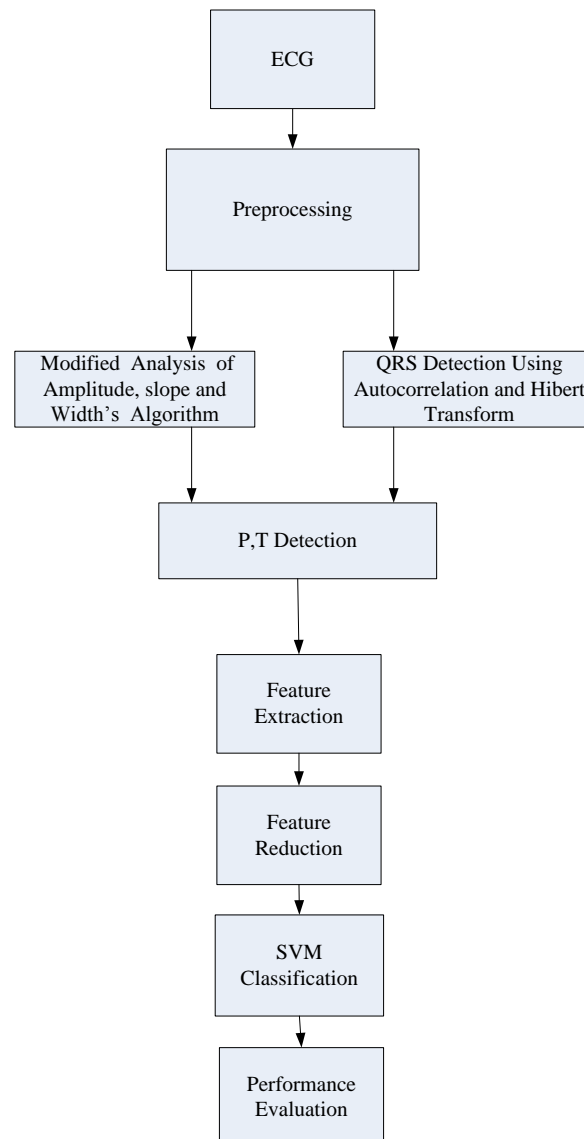 ECG
Preprocessing
Modified Analysis of
Amplitude, slope and
Width's Algorithm
QRS Detection Using
Autocorrelation and Hibert
Transform
P,T Detection
Feature
Extraction
Feature
Reduction
SVM
Classification
Performance
Evaluation